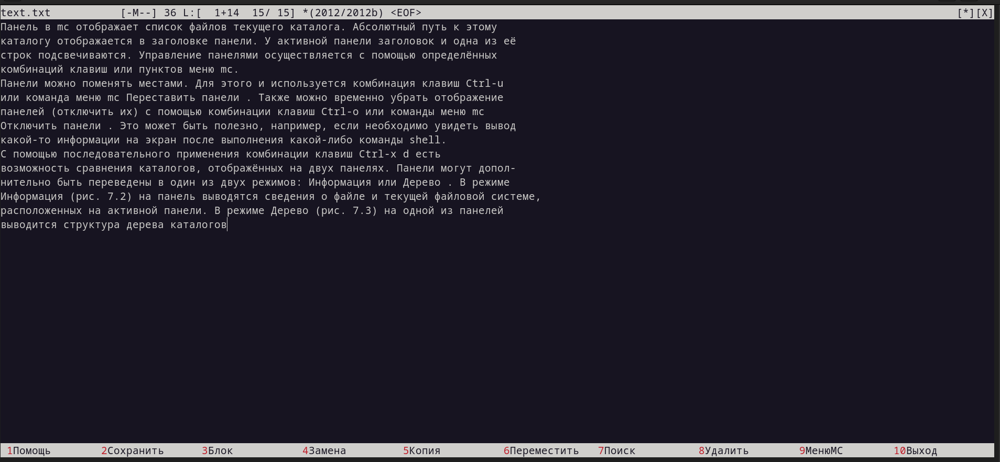 text.txt [-M--] 36 L:[ 1+14 15/ 15] *(2012/2012b) <EOF> [*][X]
Панель в mc отображает список файлов текущего каталога. Абсолютный путь к этому
каталогу отображается в заголовке панели. У активной панели заголовок и одна из её
строк подсвечиваются. Управление панелями осуществляется с помощью определённых
комбинаций клавиш или пунктов меню mc.
Панели можно поменять местами. Для этого и используется комбинация клавиш Ctrl-u
или команда меню mc Переставить панели . Также можно временно убрать отображение
панелей (отключить их) с помощью комбинации клавиш Ctrl-o или команды меню mc
Отключить панели . Это может быть полезно, например, если необходимо увидеть вывод
какой-то информации на экран после выполнения какой-либо команды shell.
С помощью последовательного применения комбинации клавиш Ctrl-x d есть
возможность сравнения каталогов, отображённых на двух панелях. Панели могут допол-
нительно быть переведены в один из двух режимов: Информация или Дерево . В режиме
Информация (рис. 7.2) на панель выводятся сведения о файле и текущей файловой системе,
расположенных на активной панели. В режиме Дерево (рис. 7.3) на одной из панелей
выводится структура дерева каталогов
1Помощь 2Сохранить 3Блок 4Замена 5Копия 6Переместить 7Поиск 8Удалить 9МенюMC 10Выход